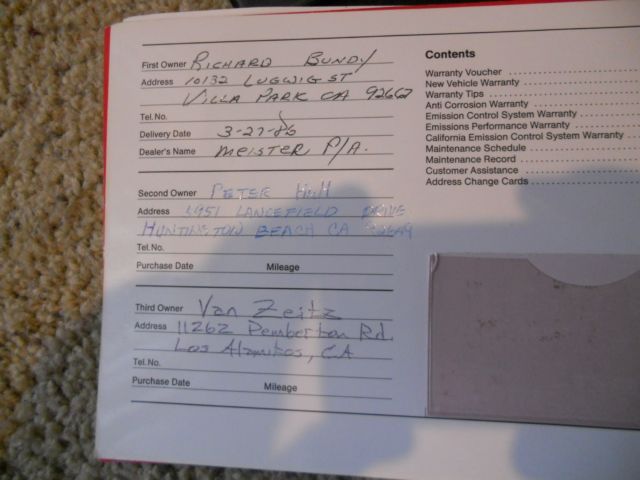 First Owner RICHARD BUNDY
Address 10132 LUGWIG ST
VILLA PARK CA 92667
Tel.No.
Delivery Date 3-27-86
Dealer's Name MEISTER P/A.
Second Owner PETER
Address 4951 LANCEFIELD DRIVE
HUNTINGTON BEACH CA 92649
Tel.No.
Purchase Date Mileage
Third Owner Van Zeitz
Address 11262 Pemberton Rd.
Los Alamitos, CA
Tel.No.
Purchase Date Mileage
Contents
Warranty Voucher
New Vehicle Warranty
Warranty Tips
Anti Corrosion Warranty
Emission Control System Warranty
Emissions Performance Warranty
California Emission Control System Warranty
Maintenance Schedule
Maintenance Record
Customer Assistance
Address Change Cards